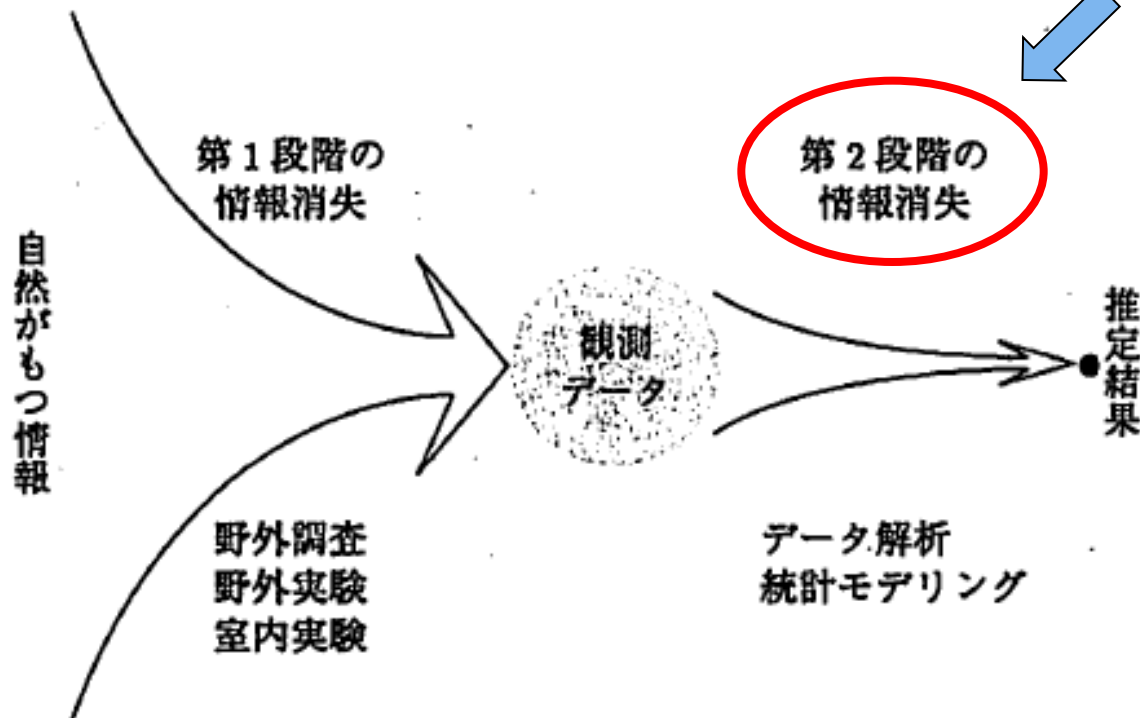 自然がもつ情報
第1段階の
情報消失
野外調査
野外実験
室内実験
観測
データ
第2段階の
情報消失
データ解析
統計モデリング
推定結果